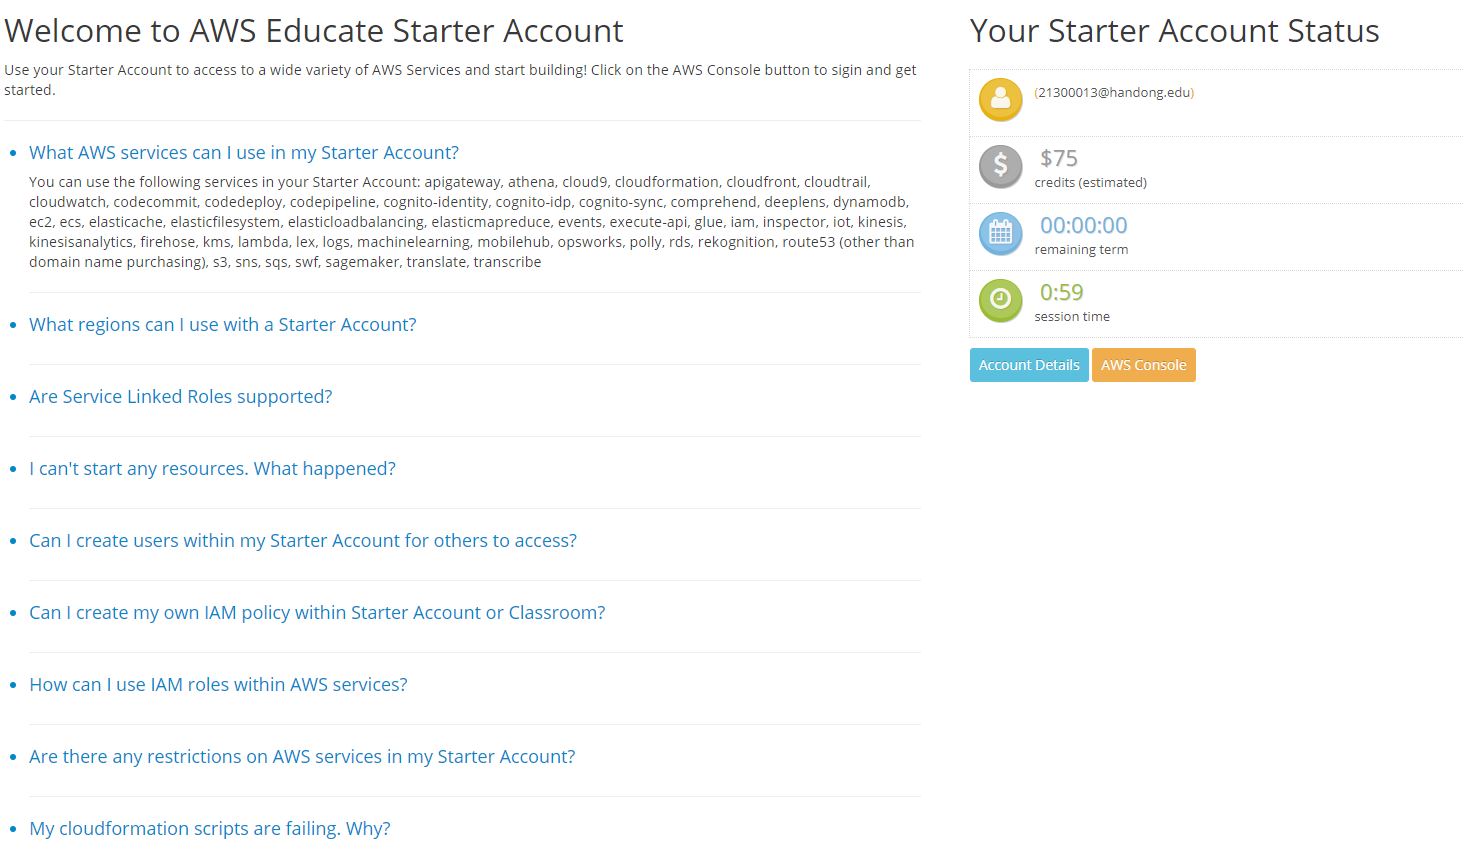 Welcome to AWS Educate Starter Account
Use your Starter Account to access to a wide variety of AWS Services and start building! Click on the AWS Console button to sigin and get
started.
What AWS services can I use in my Starter Account?
You can use the following services in your Starter Account: apigateway, athena, cloud9, cloudformation, cloudfront, cloudtrail,
cloudwatch, codecommit, codedeploy, codepipeline, cognito-identity, cognito-idp, cognito-sync, comprehend, deeplens, dynamodb,
ec2, ecs, elasticache, elasticfilesystem, elasticloadbalancing, elasticmapreduce, events, execute-api, glue, iam, inspector, iot, kinesis,
kinesisanalytics, firehose, kms, lambda, lex, logs, machinelearning, mobilehub, opsworks, polly, rds, rekognition, route53 (other than
domain name purchasing), s3, sns, sqs, swf, sagemaker, translate, transcribe
What regions can I use with a Starter Account?
Are Service Linked Roles supported?
I can't start any resources. What happened?
Can I create users within my Starter Account for others to access?
Can I create my own IAM policy within Starter Account or Classroom?
How can I use IAM roles within AWS services?
Are there any restrictions on AWS services in my Starter Account?
My cloudformation scripts are failing. Why?
Your Starter Account Status
(21300013@handong.edu)
$75
credits (estimated)
00:00:00
remaining term
0:59
session time
Account Details
AWS Console